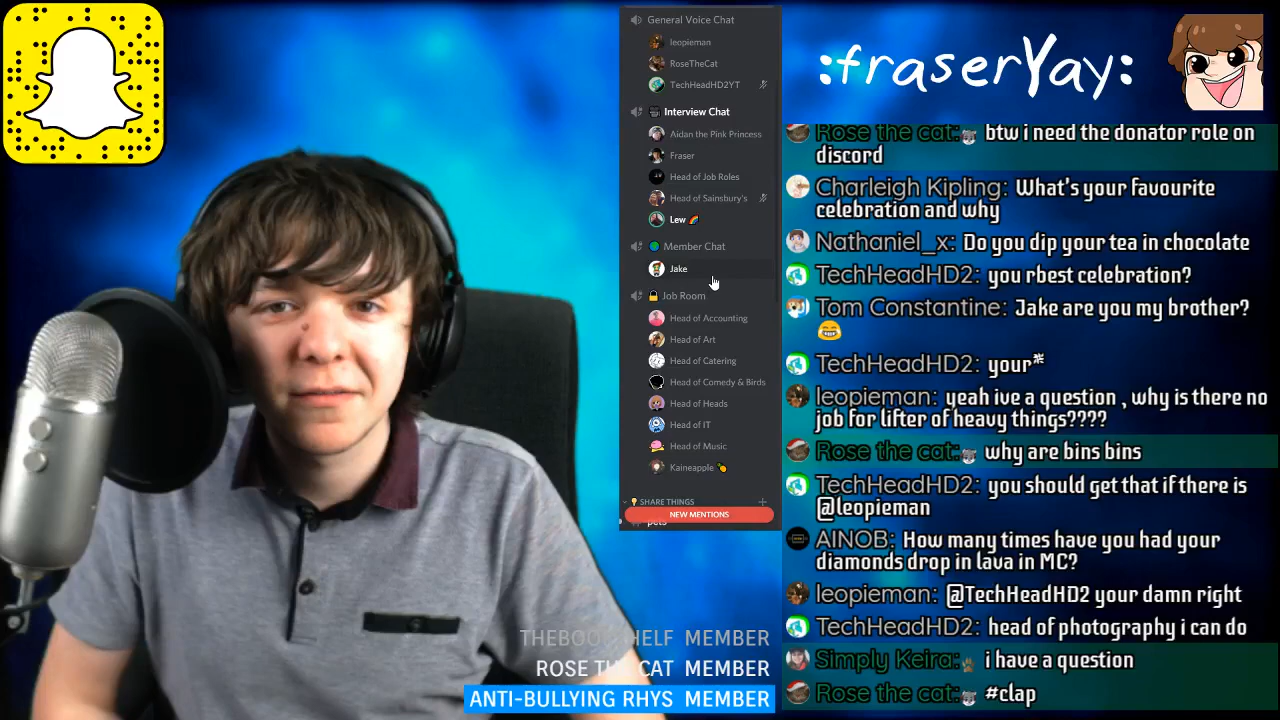 General Voice Chat
leopieman
RoseTheCat
TechHeadHD2YT
Interview Chat
Aidan the Pink Princess
Fraser
Head of Job Roles
Head of Sainsbury's
Lew
Member Chat
Jake
Job Room
Head of Accounting
Head of Art
Head of Catering
Head of Comedy & Birds
Head of Heads
Head of IT
Head of Music
Kaineapple
SHARE THINGS
NEW MENTIONS
pets
:fraserYay:
Rose the cat: btw i need the donator role on
discord
Charleigh Kipling: What's your favourite
celebration and why
Nathaniel_x: Do you dip your tea in chocolate
TechHeadHD2: you rbest celebration?
Tom Constantine: Jake are you my brother?
😂
TechHeadHD2: your*
leopieman: yeah ive a question , why is there no
job for lifter of heavy things????
Rose the cat: why are bins bins
TechHeadHD2: you should get that if there is
@leopieman
AINOB: How many times have you had your
diamonds drop in lava in MC?
leopieman: @TechHeadHD2 your damn right
TechHeadHD2: head of photography i can do
Simply Keira: i have a question
Rose the cat: #clap
MEMBER
ROSE THE CAT MEMBER
ANTI-BULLYING RHYS MEMBER